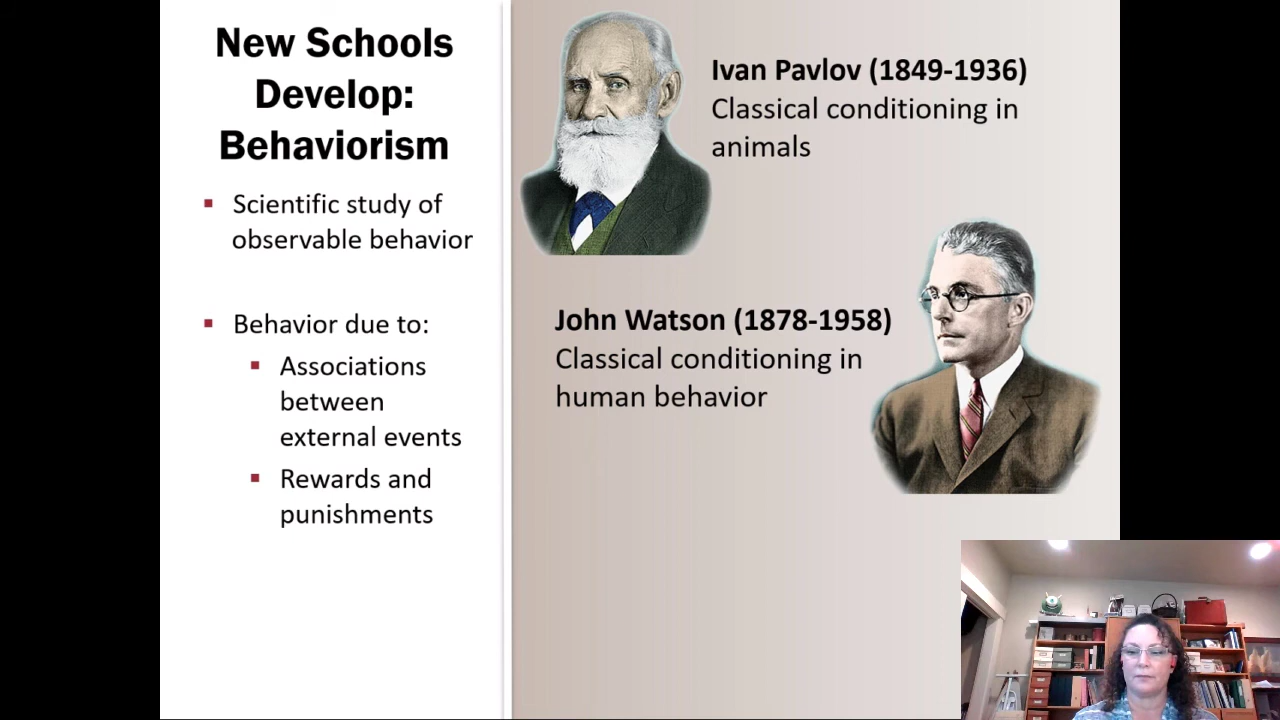 New Schools
Develop:
Behaviorism
▪ Scientific study of
observable behavior
▪ Behavior due to:
▪ Associations
between
external events
▪ Rewards and
punishments
Ivan Pavlov (1849-1936)
Classical conditioning in
animals
John Watson (1878-1958)
Classical conditioning in
human behavior